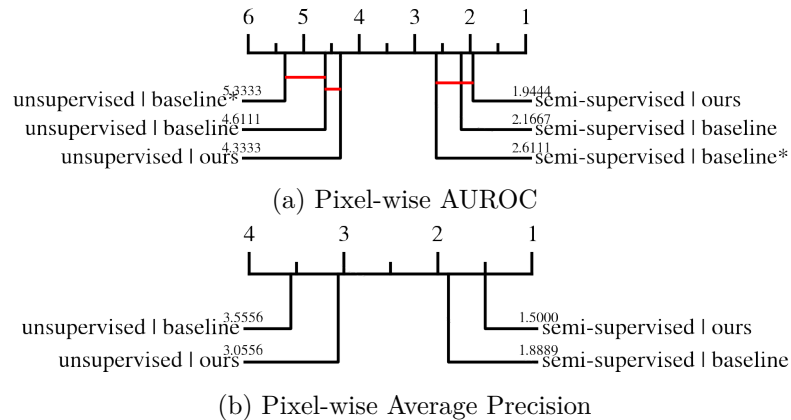 6 5 4 3 2 1
5.3333 1.9444
unsupervised | baseline* semi-supervised | ours
4.6111 2.1667
unsupervised | baseline semi-supervised | baseline
4.3333 2.6111
unsupervised | ours semi-supervised | baseline*
(a) Pixel-wise AUROC
4 3 2 1
3.5556 1.5000
unsupervised | baseline semi-supervised | ours
3.0556 1.8889
unsupervised | ours semi-supervised | baseline
(b) Pixel-wise Average Precision